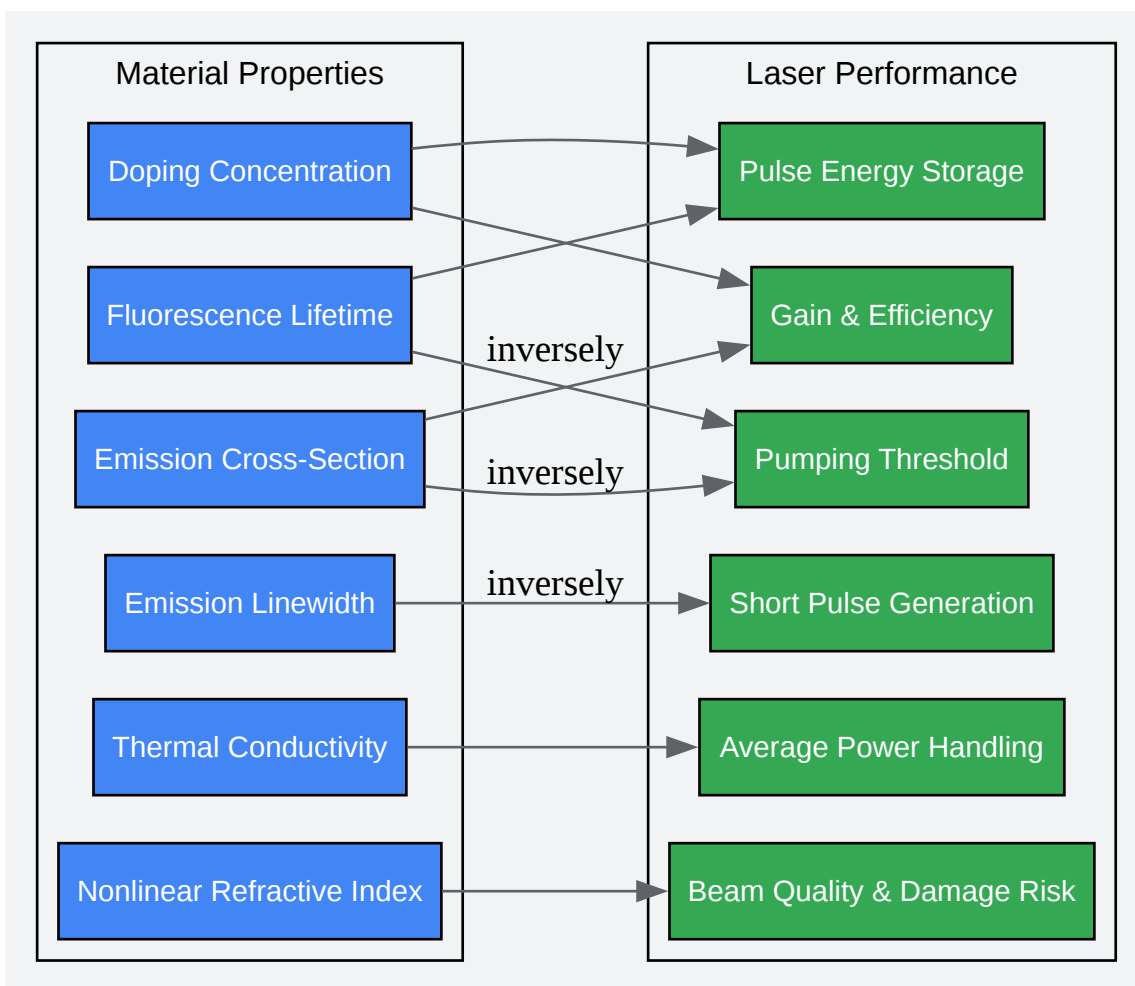 Material Properties
Laser Performance
Doping Concentration
Pulse Energy Storage
Fluorescence Lifetime
Gain & Efficiency
inversely
Emission Cross-Section
Pumping Threshold
inversely
Emission Linewidth
inversely
Short Pulse Generation
Thermal Conductivity
Average Power Handling
Nonlinear Refractive Index
Beam Quality & Damage Risk